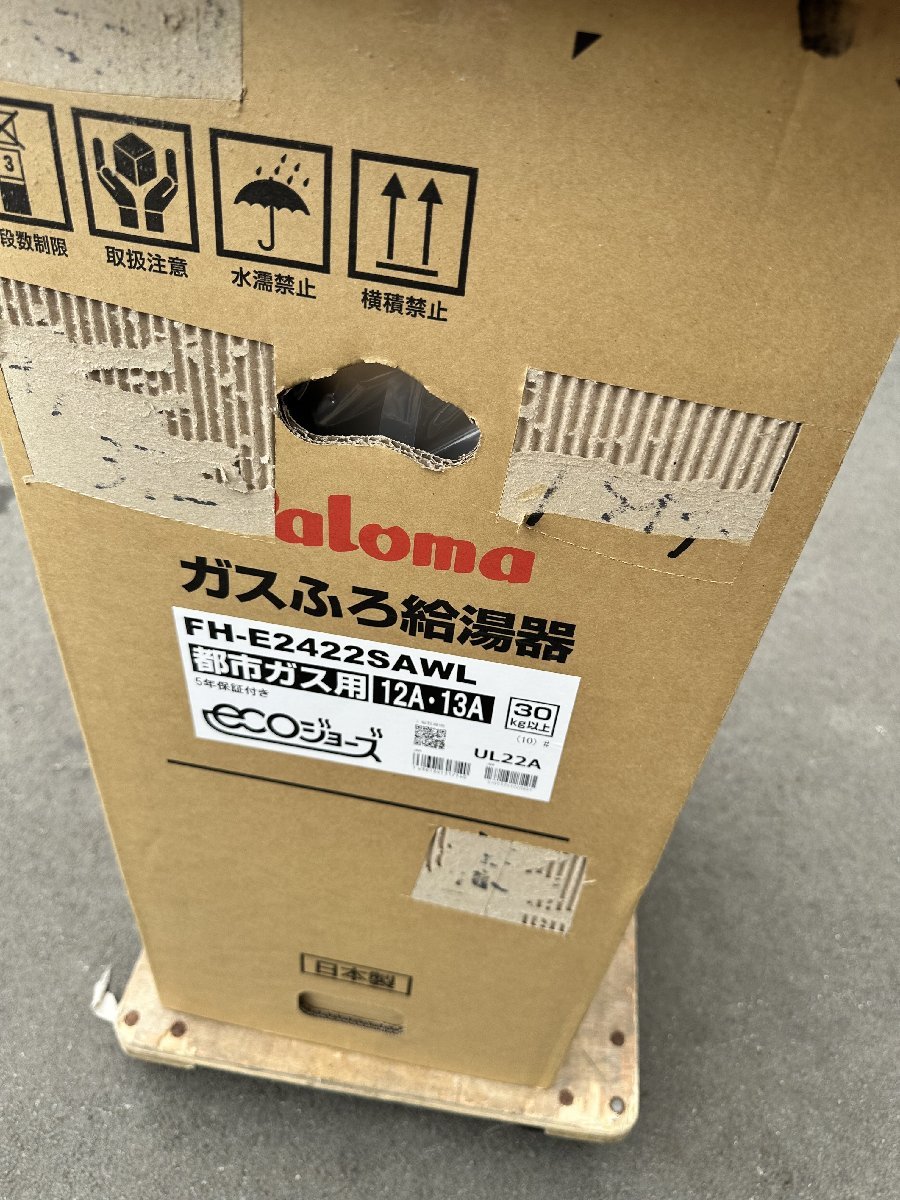 3
段数制限
取扱注意
水濡禁止
横積禁止
Paloma
ガスふろ給湯器
FH-E2422SAWL
都市ガス用 12A・13A
5年保証付き
30
kg以上
(10) #
ecoジョーズ
UL22A
日本製